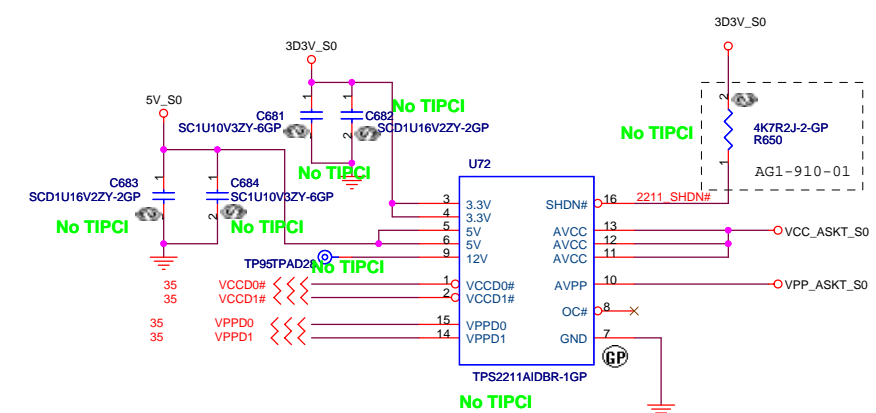 3D3V_S0
3D3V_S0
5V_S0
1 1 2
C681 C682 No TIPCI
SC1U10V3ZY-6GP SCD1U16V2ZY-2GP
2 2
No TIPCI 4K7R2J-2-GP
R650
1
AG1-910-01
No TIPCI
U72
1 1
C683 C684
SCD1U16V2ZY-2GP SC1U10V3ZY-6GP
2 2
No TIPCI No TIPCI
3 3.3V SHDN# 16 2211_SHDN#
4 3.3V
5 5V AVCC 13 VCC_ASKT_S0
6 5V AVCC 12
9 12V AVCC 11
TP95 TPAD28 No TIPCI
35 VCCD0# 1 VCCD0# AVPP 10 VPP_ASKT_S0
35 VCCD1# 2 VCCD1#
OC# 8
35 VPPD0 15 VPPD0
35 VPPD1 14 VPPD1 GND 7
GP
TPS2211AIDBR-1GP
No TIPCI